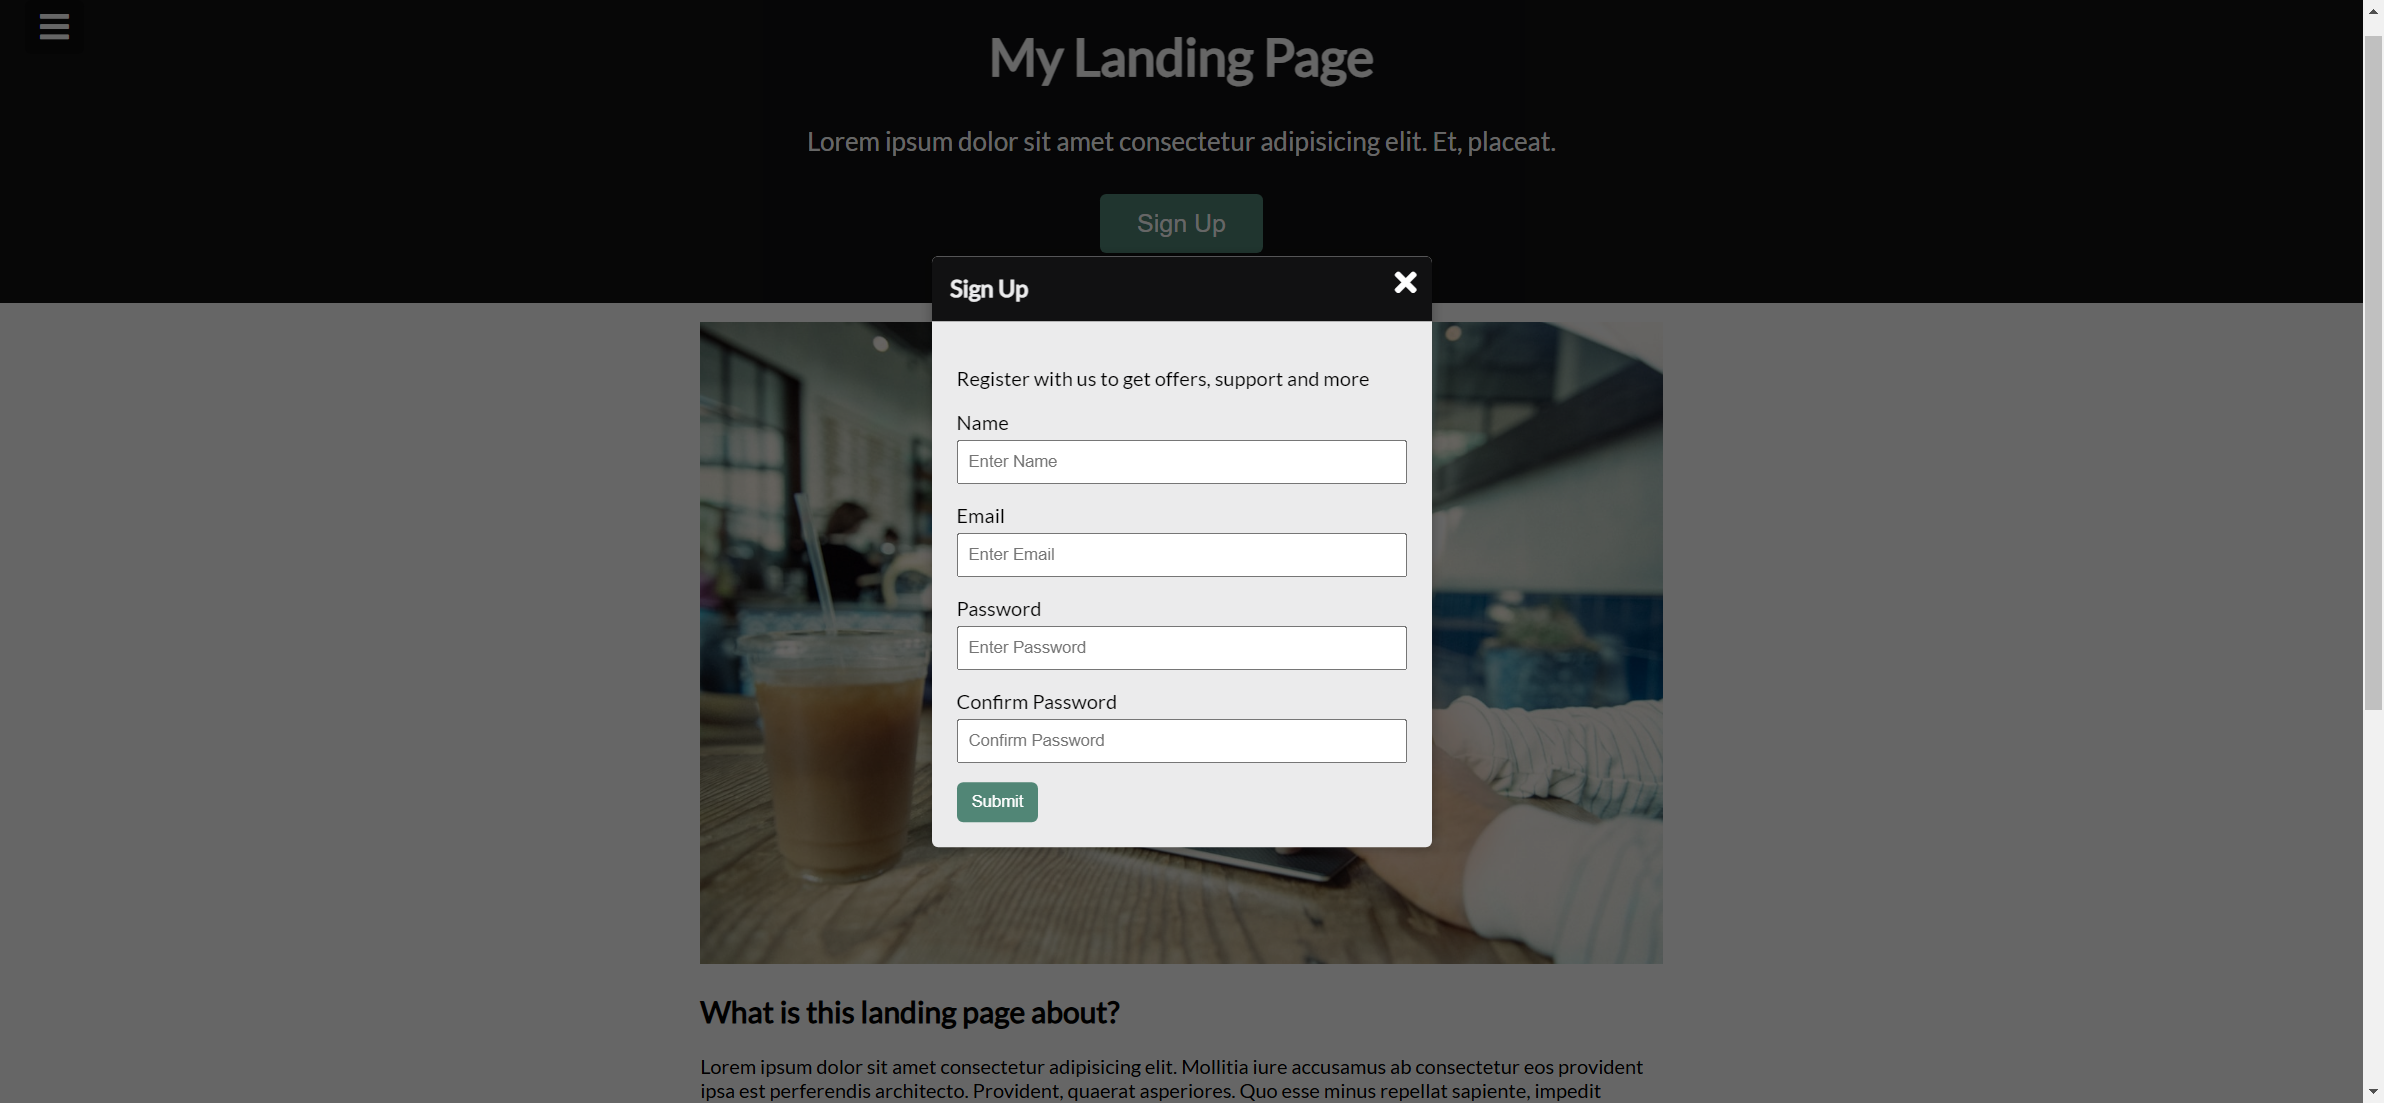 My Landing Page
Lorem ipsum dolor sit amet consectetur adipisicing elit. Et, placeat.
Sign Up
Sign Up
Register with us to get offers, support and more
Name
Enter Name
Email
Enter Email
Password
Enter Password
Confirm Password
Confirm Password
Submit
What is this landing page about?
Lorem ipsum dolor sit amet consectetur adipisicing elit. Mollitia iure accusamus ab consectetur eos provident
ipsa est perferendis architecto. Provident, quaerat asperiores. Quo esse minus repellat sapiente, impedit